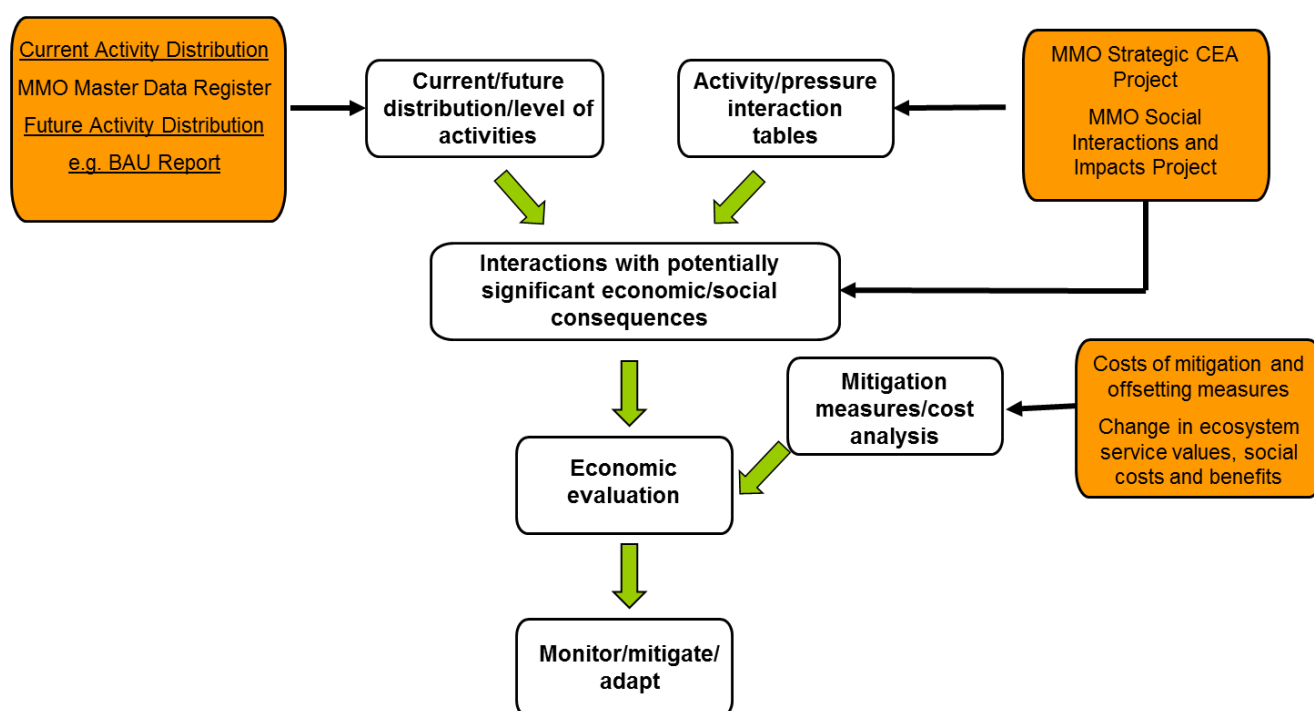 Current Activity Distribution
MMO Master Data Register
Future Activity Distribution
e.g. BAU Report
Current/future
distribution/level of
activities
Activity/pressure
interaction
tables
MMO Strategic CEA
Project
MMO Social
Interactions and
Impacts Project
Interactions with potentially
significant economic/social
consequences
Mitigation
measures/cost
analysis
Costs of mitigation and
offsetting measures
Change in ecosystem
service values, social
costs and benefits
Economic
evaluation
Monitor/mitigate/
adapt